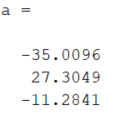 a =
-35.0096
27.3049
-11.2841